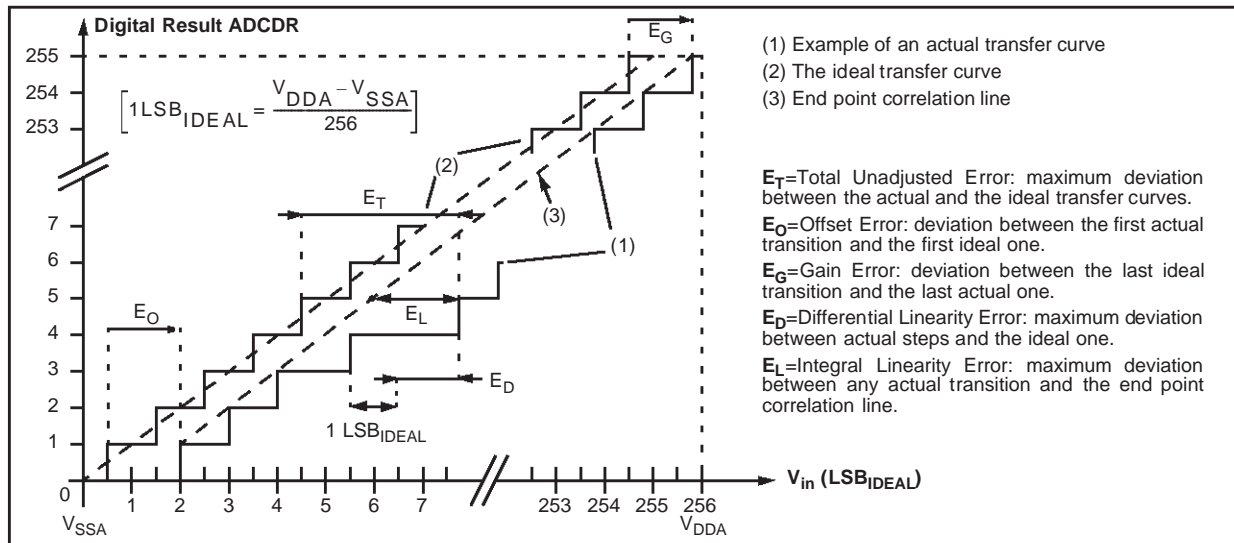 Digital Result ADCDR
E_G
255
254
253
[1LSB_IDEAL = (V_DDA – V_SSA) / 256]
(2)
E_T
(3)
7
(1)
6
5
E_L
E_O
4
3
E_D
2
1 LSB_IDEAL
1
0
1 2 3 4 5 6 7 253 254 255 256
V_in (LSB_IDEAL)
V_SSA
V_DDA
(1) Example of an actual transfer curve
(2) The ideal transfer curve
(3) End point correlation line
E_T=Total Unadjusted Error: maximum deviation
between the actual and the ideal transfer curves.
E_O=Offset Error: deviation between the first actual
transition and the first ideal one.
E_G=Gain Error: deviation between the last ideal
transition and the last actual one.
E_D=Differential Linearity Error: maximum deviation
between actual steps and the ideal one.
E_L=Integral Linearity Error: maximum deviation
between any actual transition and the end point
correlation line.